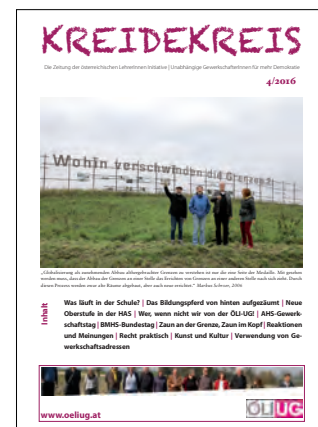 KREIDEKREIS
Die Zeitung der österreichischen LehrerInnen Initiative | Unabhängige GewerkschafterInnen für mehr Demokratie
4/2016
Wohin verschwinden die Grenzen?
„Globalisierung als zunehmenden Abbau althergebrachter Grenzen zu verstehen ist nur die eine Seite der Medaille. Mit gesehen
werden muss, dass der Abbau der Grenzen an einer Stelle das Errichten von Grenzen an einer anderen Stelle nach sich zieht. Durch
diesen Prozess werden zwar alte Räume abgebaut, aber auch neue errichtet.“ Markus Schroer, 2006
Inhalt
Was läuft in der Schule? | Das Bildungspferd von hinten aufgezäumt | Neue
Oberstufe in der HAS | Wer, wenn nicht wir von der ÖLI-UG! | AHS-Gewerk-
schaftstag | BMHS-Bundestag | Zaun an der Grenze, Zaun im Kopf | Reaktionen
und Meinungen | Recht praktisch | Kunst und Kultur | Verwendung von Ge-
werkschaftsadressen
www.oeliug.at
ÖLIUG